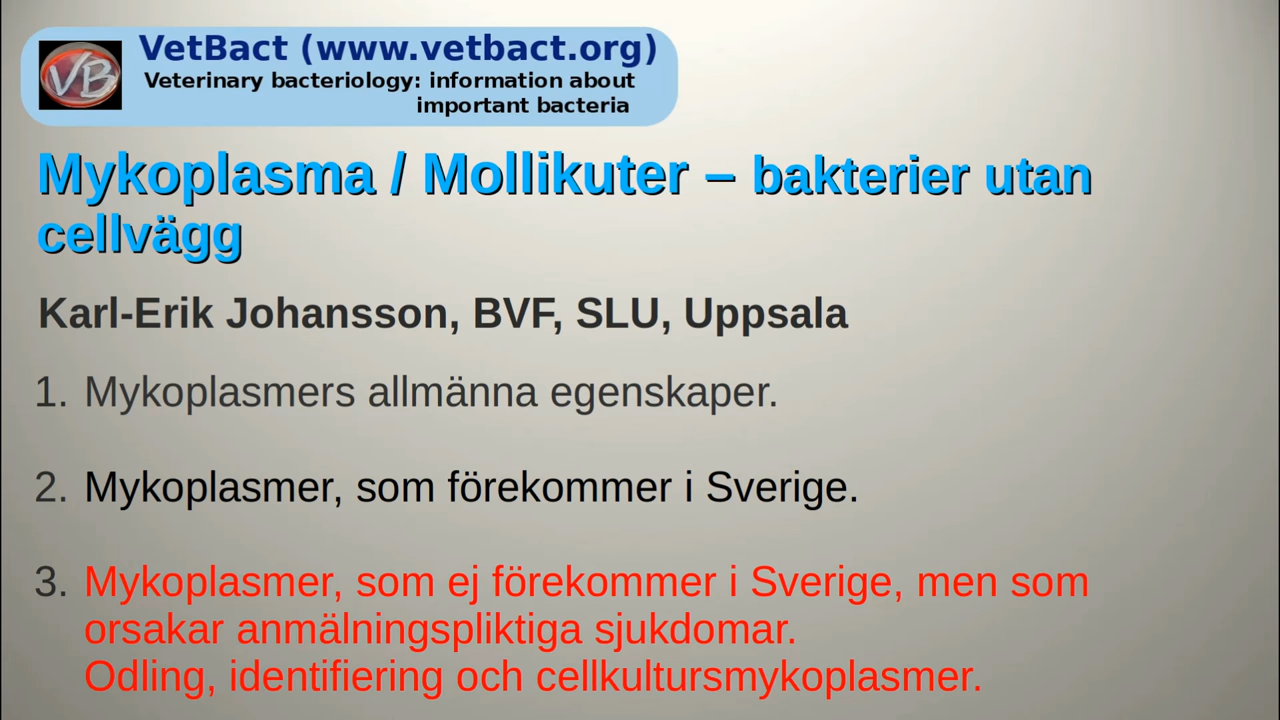 VB
VetBact (www.vetbact.org)
Veterinary bacteriology: information about
important bacteria
Mykoplasma / Mollikuter – bakterier utan
cellvägg
Karl-Erik Johansson, BVF, SLU, Uppsala
1. Mykoplasmers allmänna egenskaper.
2. Mykoplasmer, som förekommer i Sverige.
3. Mykoplasmer, som ej förekommer i Sverige, men som
orsakar anmälningspliktiga sjukdomar.
Odling, identifiering och cellkultursmykoplasmer.